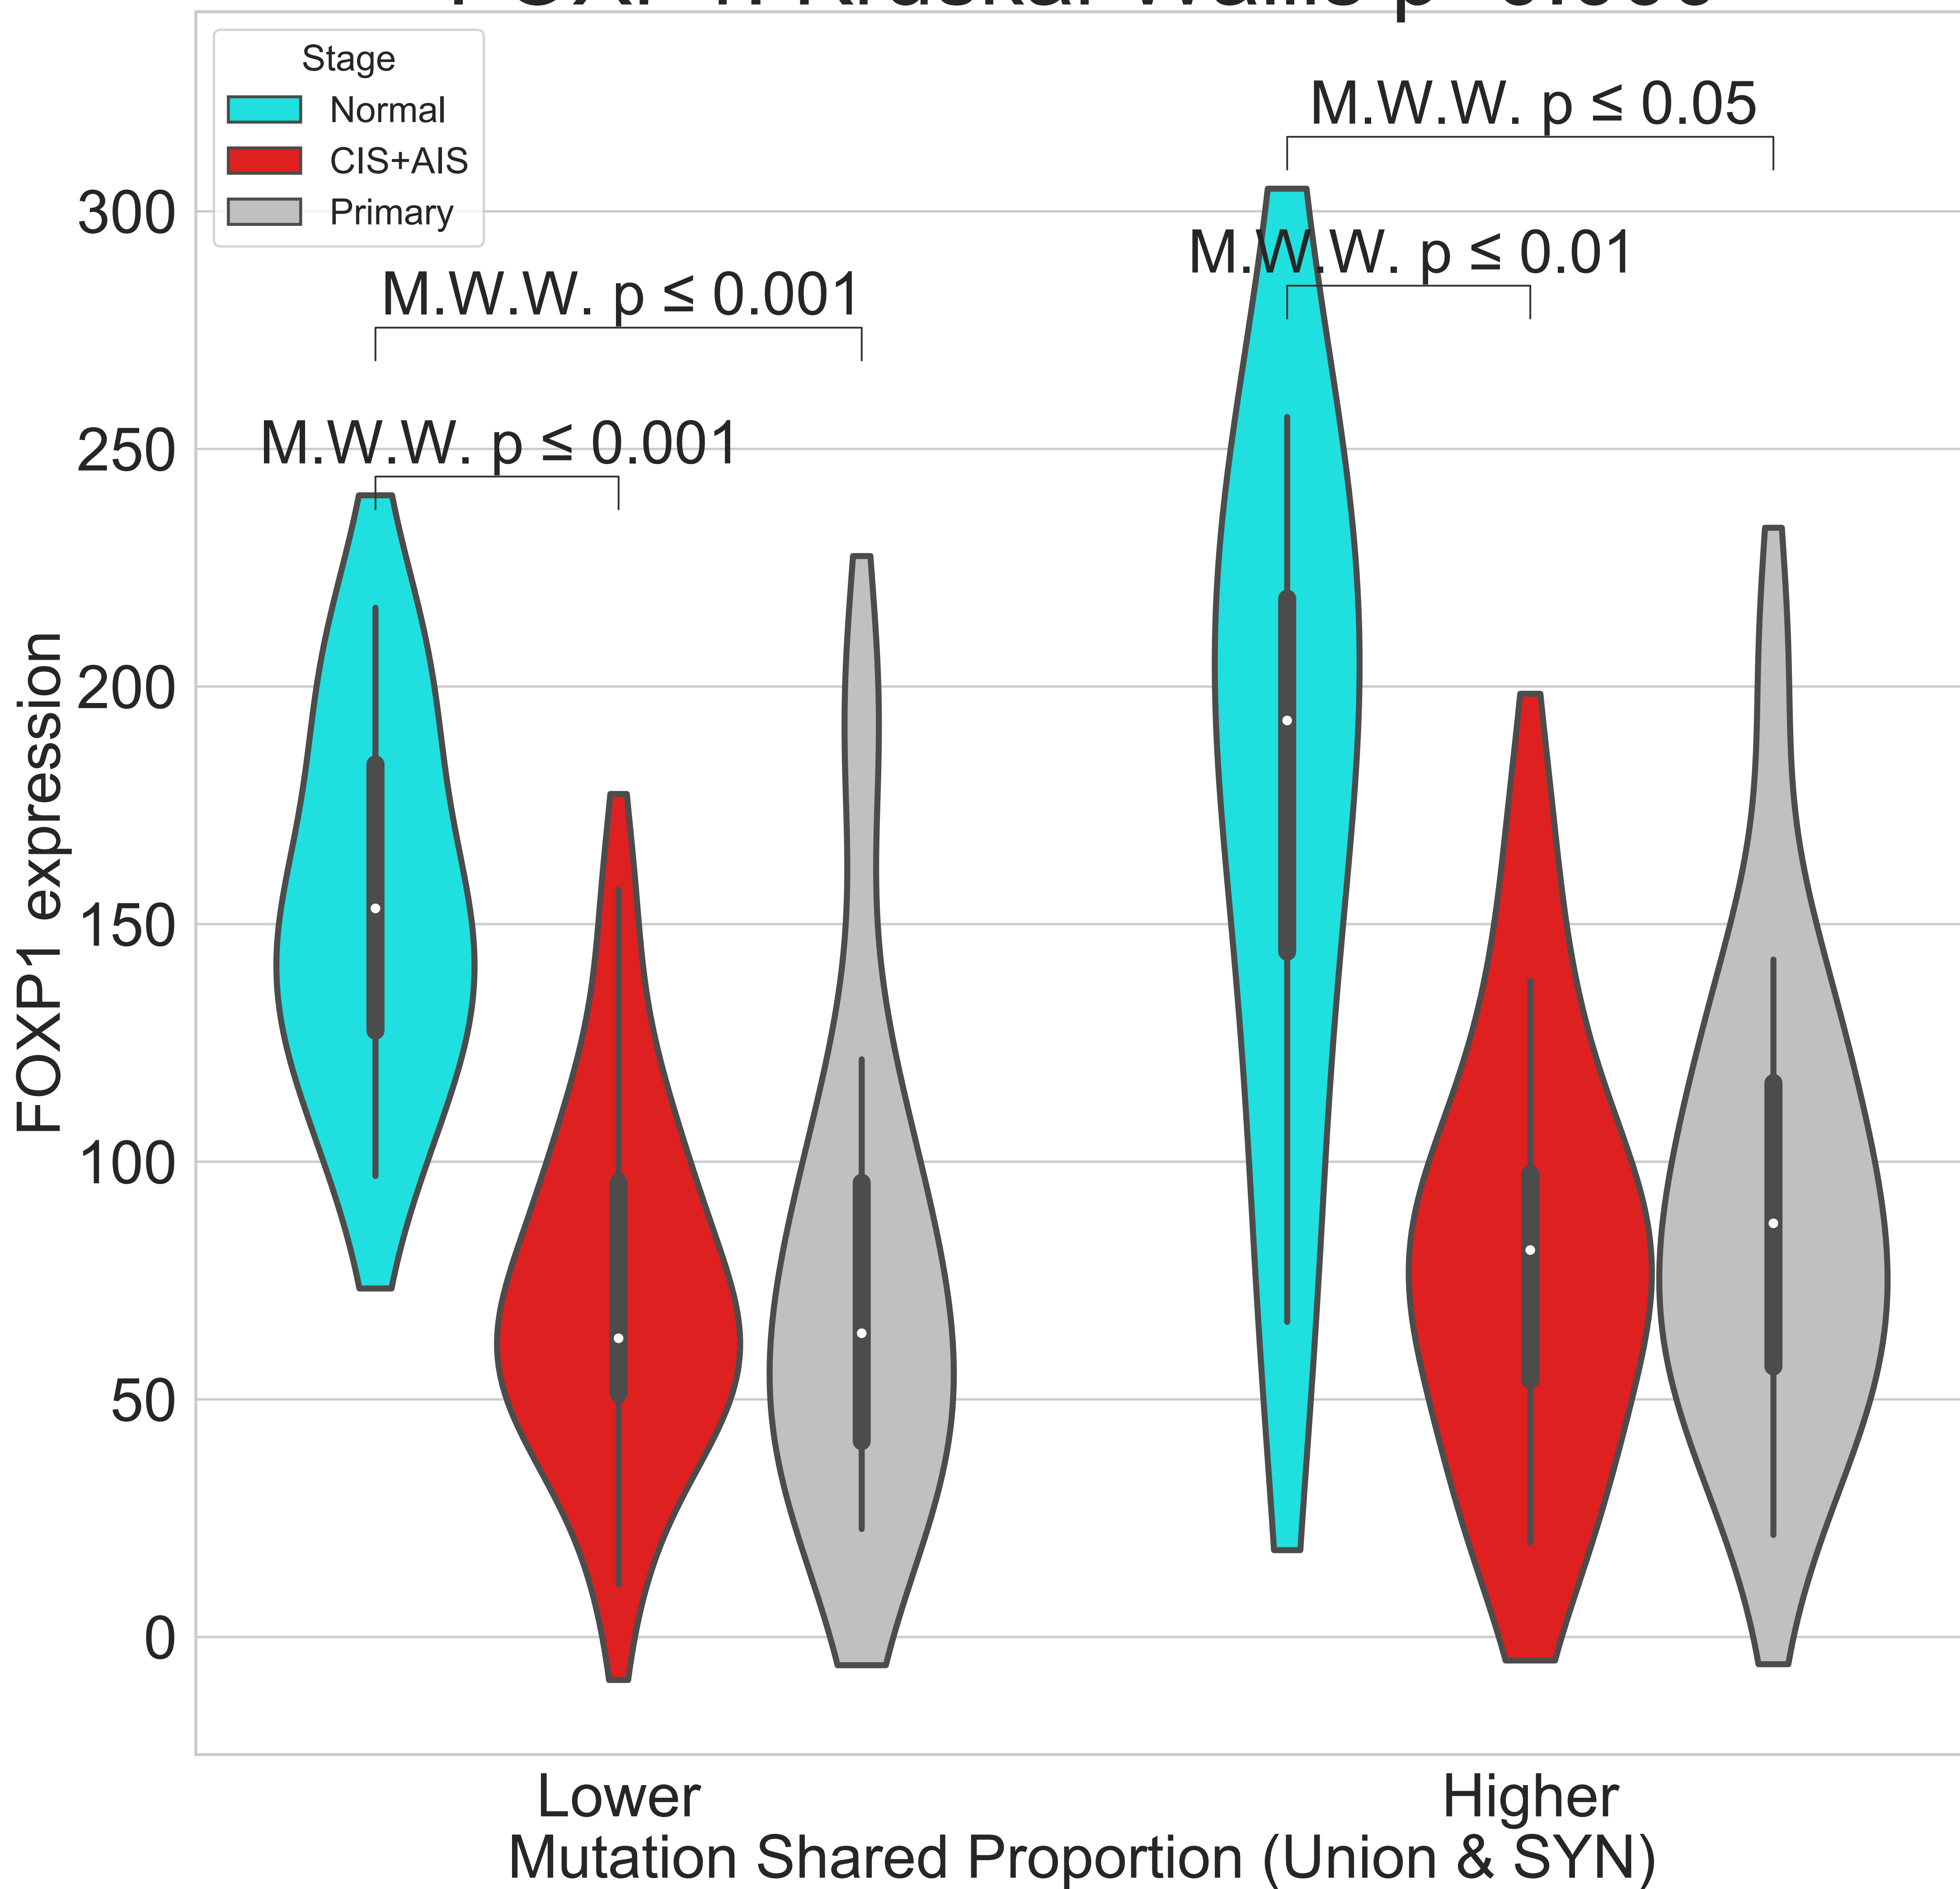 Stage
Normal
CIS+AIS
Primary
M.W.W. p ≤ 0.05
M.W.W. p ≤ 0.01
M.W.W. p ≤ 0.001
M.W.W. p ≤ 0.001
300
250
200
150
100
50
0
FOXP1 expression
Lower
Higher
Mutation Shared Proportion (Union & SYN)